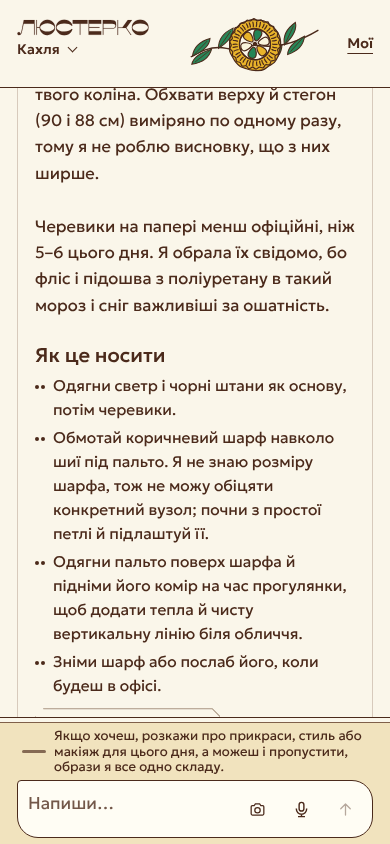 ЛЮСТЕРКО
Кахля
Мої
твого коліна. Обхвати верху й стегон
(90 і 88 см) виміряно по одному разу,
тому я не роблю висновку, що з них
ширше.
Черевики на папері менш офіційні, ніж
5–6 цього дня. Я обрала їх свідомо, бо
фліс і підошва з поліуретану в такий
мороз і сніг важливіші за ошатність.
Як це носити
•• Одягни светр і чорні штани як основу,
потім черевики.
•• Обмотай коричневий шарф навколо
шиї під пальто. Я не знаю розміру
шарфа, тож не можу обіцяти
конкретний вузол; почни з простої
петлі й підлаштуй її.
•• Одягни пальто поверх шарфа й
підніми його комір на час прогулянки,
щоб додати тепла й чисту
вертикальну лінію біля обличчя.
•• Зніми шарф або послаб його, коли
будеш в офісі.
Якщо хочеш, розкажи про прикраси, стиль або
макіяж для цього дня, а можеш і пропустити,
образи я все одно складу.
Напиши…